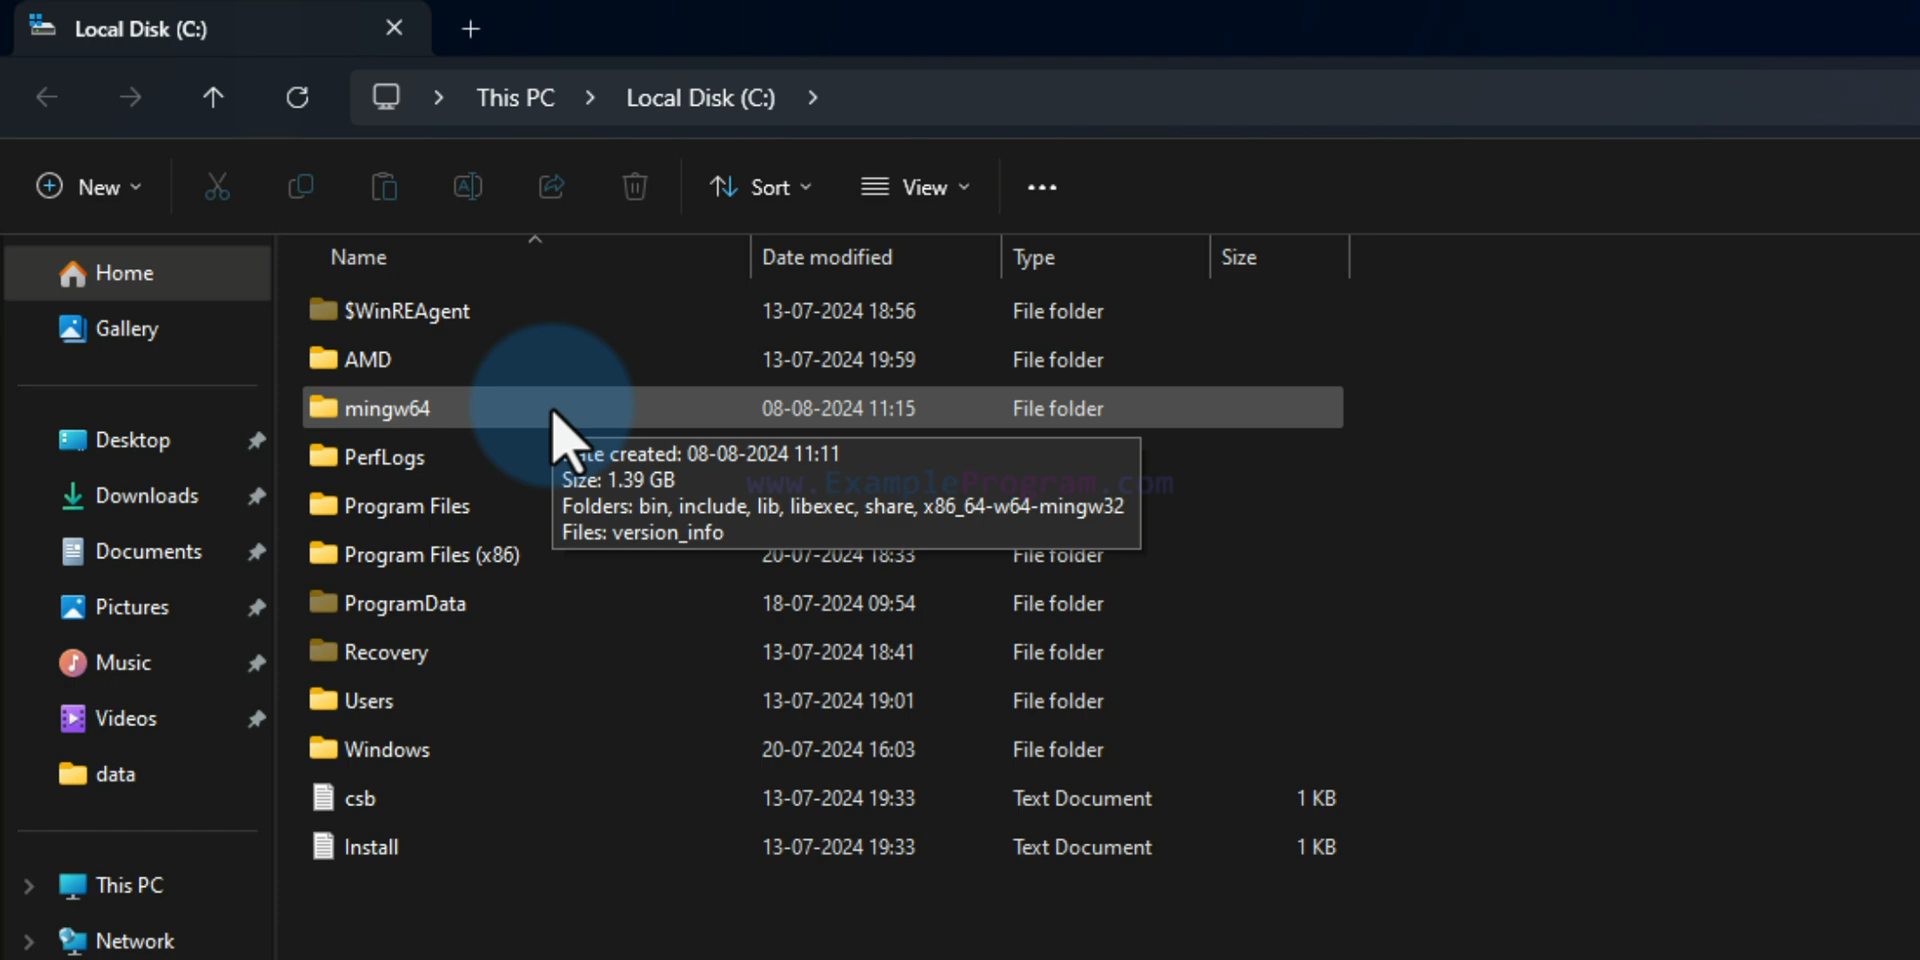 Local Disk (C:)
This PC
Local Disk (C:)
New
Sort
View
Name Date modified Type Size
Home
Gallery
Desktop
Downloads
Documents
Pictures
Music
Videos
data
This PC
Network
$WinREAgent 13-07-2024 18:56 File folder
AMD 13-07-2024 19:59 File folder
mingw64 08-08-2024 11:15 File folder
PerfLogs
Program Files
Program Files (x86) 20-07-2024 18:33 File folder
ProgramData 18-07-2024 09:54 File folder
Recovery 13-07-2024 18:41 File folder
Users 13-07-2024 19:01 File folder
Windows 20-07-2024 16:03 File folder
csb 13-07-2024 19:33 Text Document 1 KB
Install 13-07-2024 19:33 Text Document 1 KB
created: 08-08-2024 11:11
Size: 1.39 GB
Folders: bin, include, lib, libexec, share, x86_64-w64-mingw32
Files: version_info
www.ExampleProgram.com